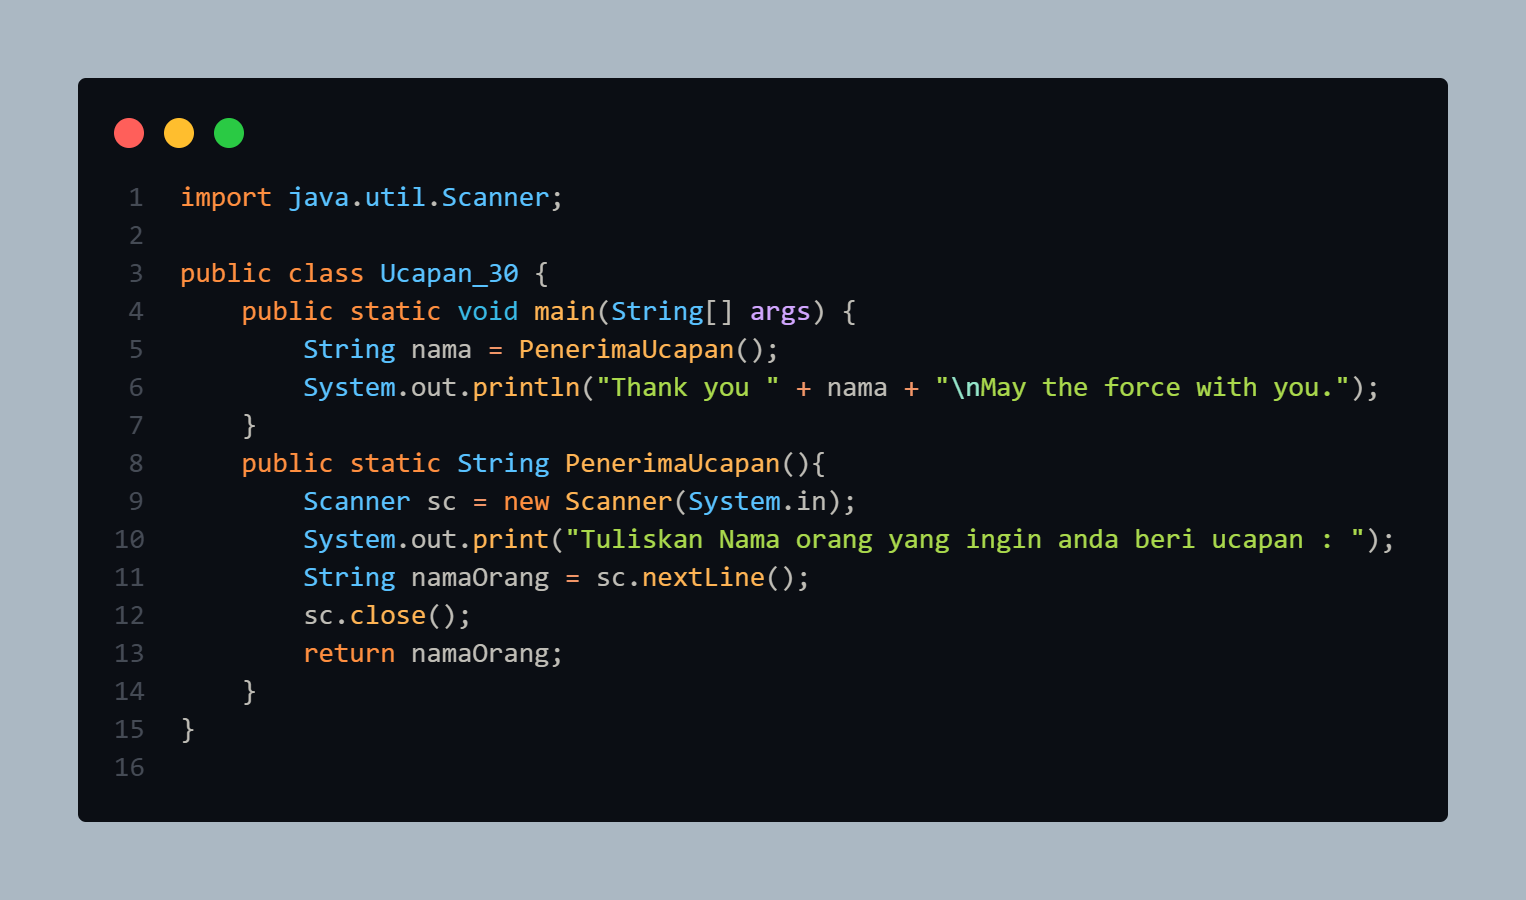 1 import java.util.Scanner;
2
3 public class Ucapan_30 {
4     public static void main(String[] args) {
5         String nama = PenerimaUcapan();
6         System.out.println("Thank you " + nama + "\nMay the force with you.");
7     }
8     public static String PenerimaUcapan(){
9         Scanner sc = new Scanner(System.in);
10         System.out.print("Tuliskan Nama orang yang ingin anda beri ucapan : ");
11         String namaOrang = sc.nextLine();
12         sc.close();
13         return namaOrang;
14     }
15 }
16